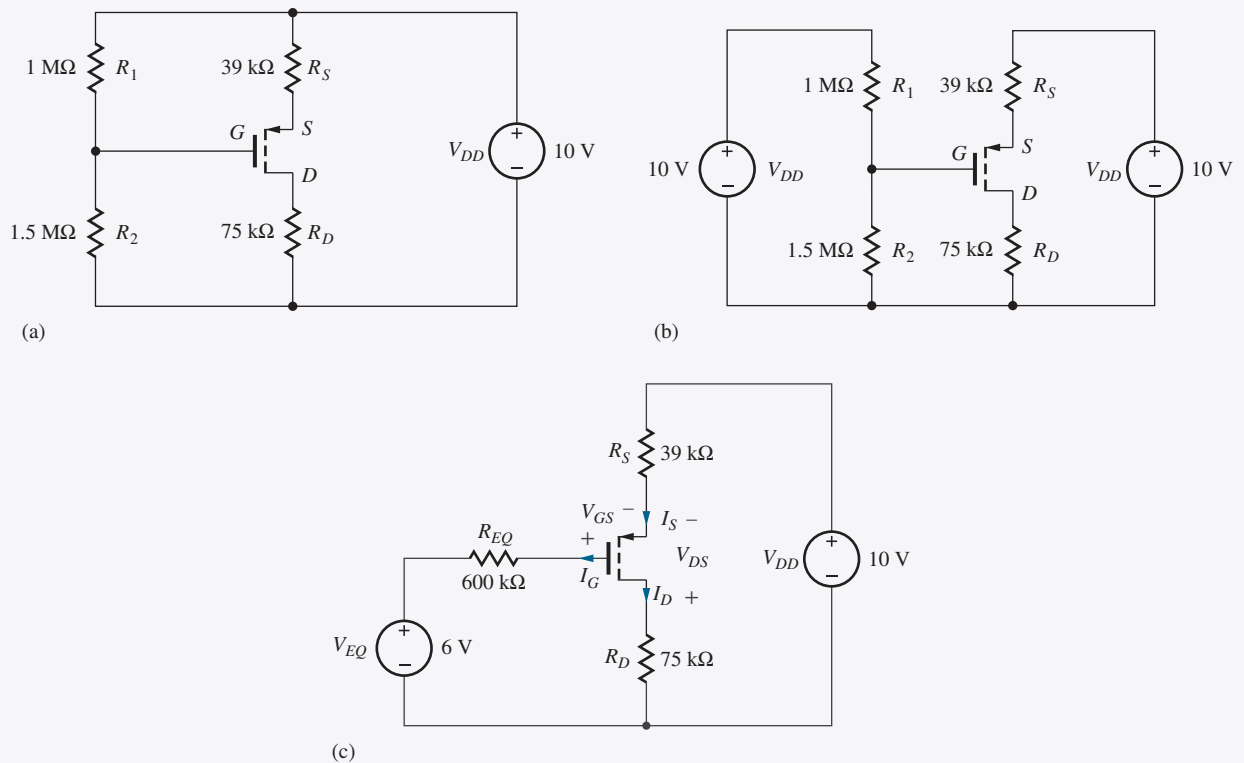 1 MΩ R1 39 kΩ RS
G S
VDD + − 10 V
D
1.5 MΩ R2 75 kΩ RD
(a)
1 MΩ R1 39 kΩ RS
10 V + − VDD G S VDD + − 10 V
D
1.5 MΩ R2 75 kΩ RD
(b)
RS 39 kΩ
VGS − IS −
REQ +
VDS VDD + − 10 V
600 kΩ IG
ID +
VEQ + − 6 V
RD 75 kΩ
(c)